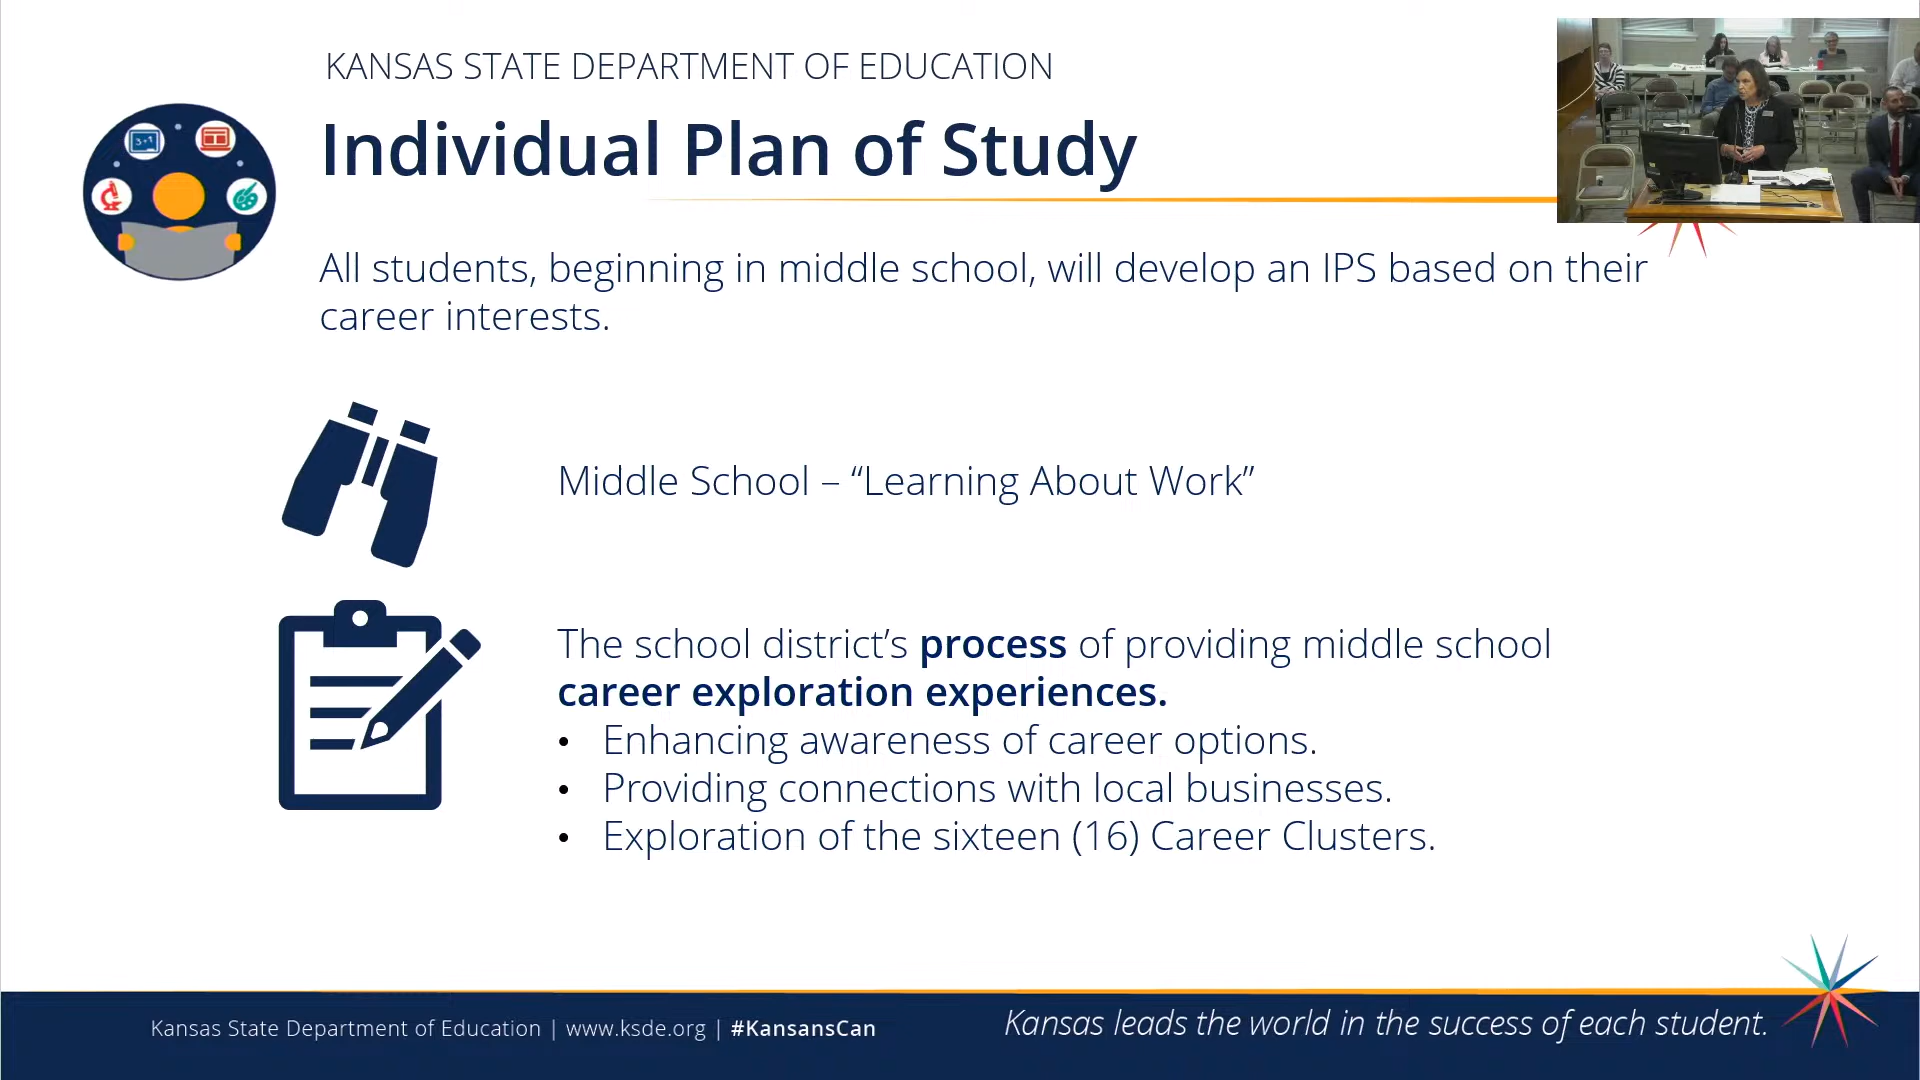 KANSAS STATE DEPARTMENT OF EDUCATION
Individual Plan of Study
3+1
All students, beginning in middle school, will develop an IPS based on their
career interests.
Middle School – “Learning About Work”
The school district’s process of providing middle school
career exploration experiences.
• Enhancing awareness of career options.
• Providing connections with local businesses.
• Exploration of the sixteen (16) Career Clusters.
Kansas State Department of Education | www.ksde.org | #KansansCan
Kansas leads the world in the success of each student.